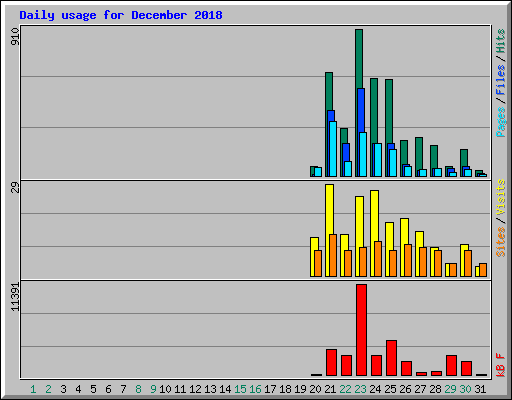 Daily usage for December 2018
910
29
11391
Pages / Files / Hits
Sites / Visits
kB F
1 2 3 4 5 6 7 8 9 10 11 12 13 14 15 16 17 18 19 20 21 22 23 24 25 26 27 28 29 30 31